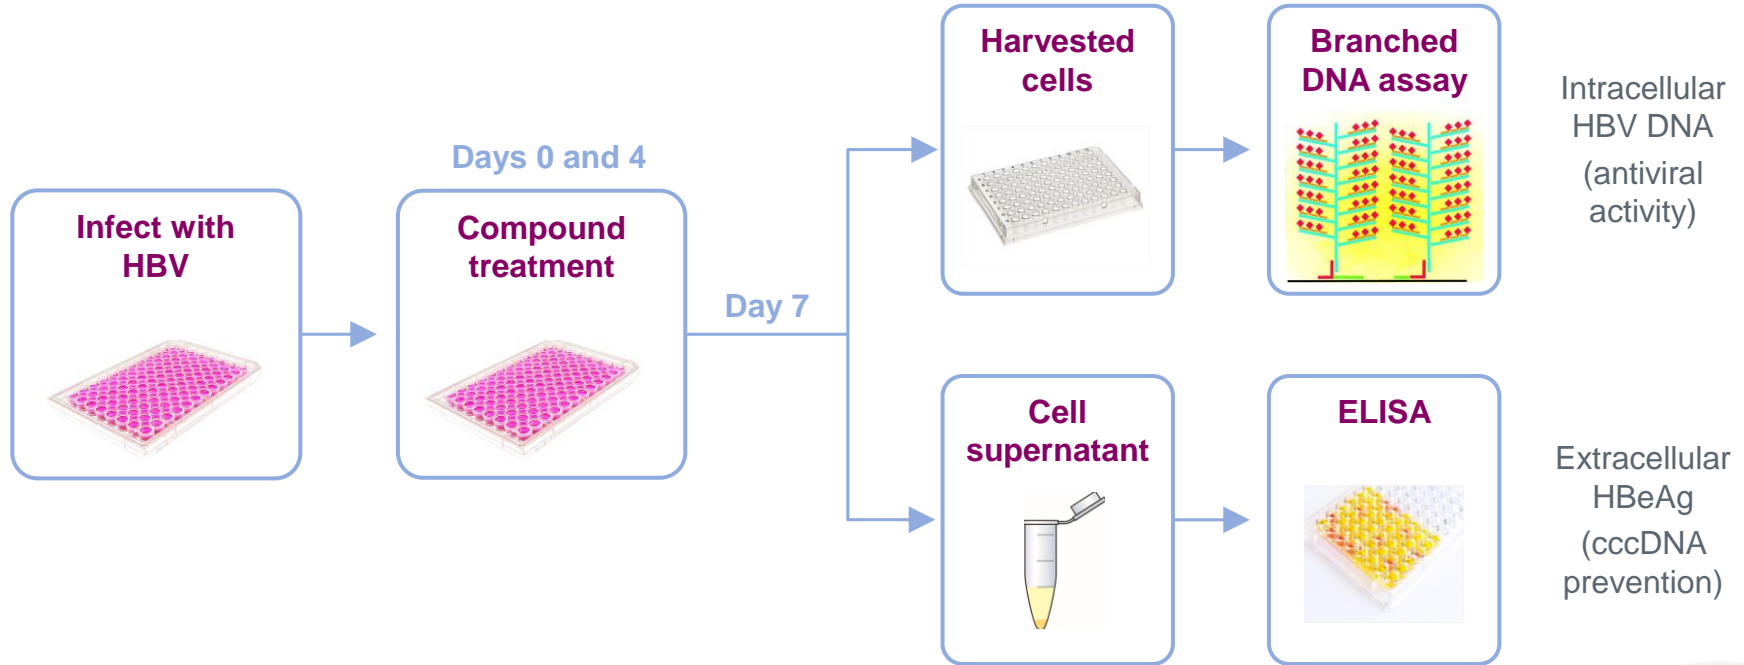 Infect with
HBV
Days 0 and 4
Compound
treatment
Day 7
Harvested
cells
Branched
DNA assay
Intracellular
HBV DNA
(antiviral
activity)
Cell
supernatant
ELISA
Extracellular
HBeAg
(cccDNA
prevention)